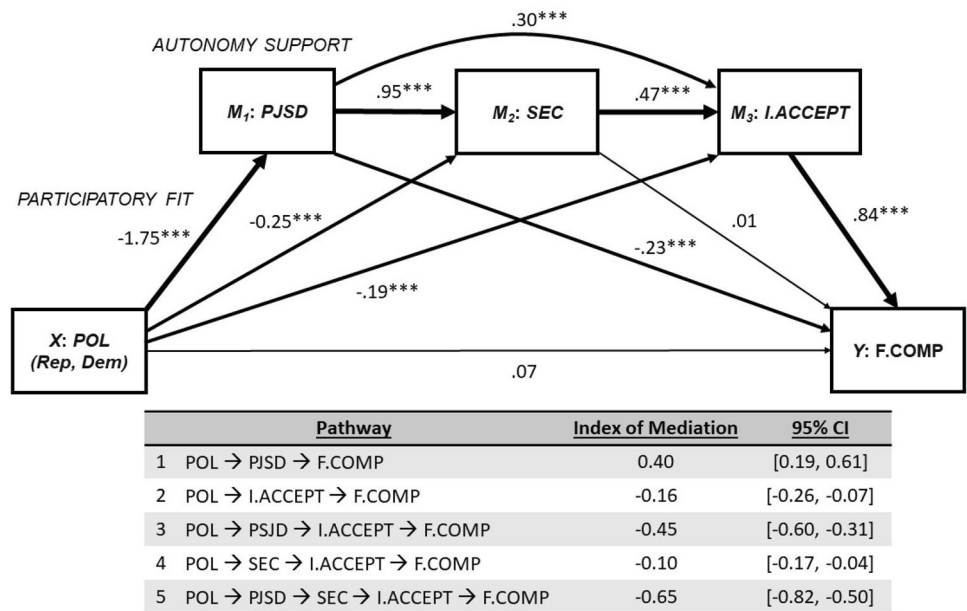 .30***
AUTONOMY SUPPORT
M1: PJSD
.95***
M2: SEC
.47***
M3: I.ACCEPT
PARTICIPATORY FIT
-1.75***
-0.25***
-.19***
-.23***
.01
.84***
X: POL
(Rep, Dem)
.07
Y: F.COMP
Pathway Index of Mediation 95% CI
1 POL → PJSD → F.COMP 0.40 [0.19, 0.61]
2 POL → I.ACCEPT → F.COMP -0.16 [-0.26, -0.07]
3 POL → PSJD → I.ACCEPT → F.COMP -0.45 [-0.60, -0.31]
4 POL → SEC → I.ACCEPT → F.COMP -0.10 [-0.17, -0.04]
5 POL → PJSD → SEC → I.ACCEPT → F.COMP -0.65 [-0.82, -0.50]